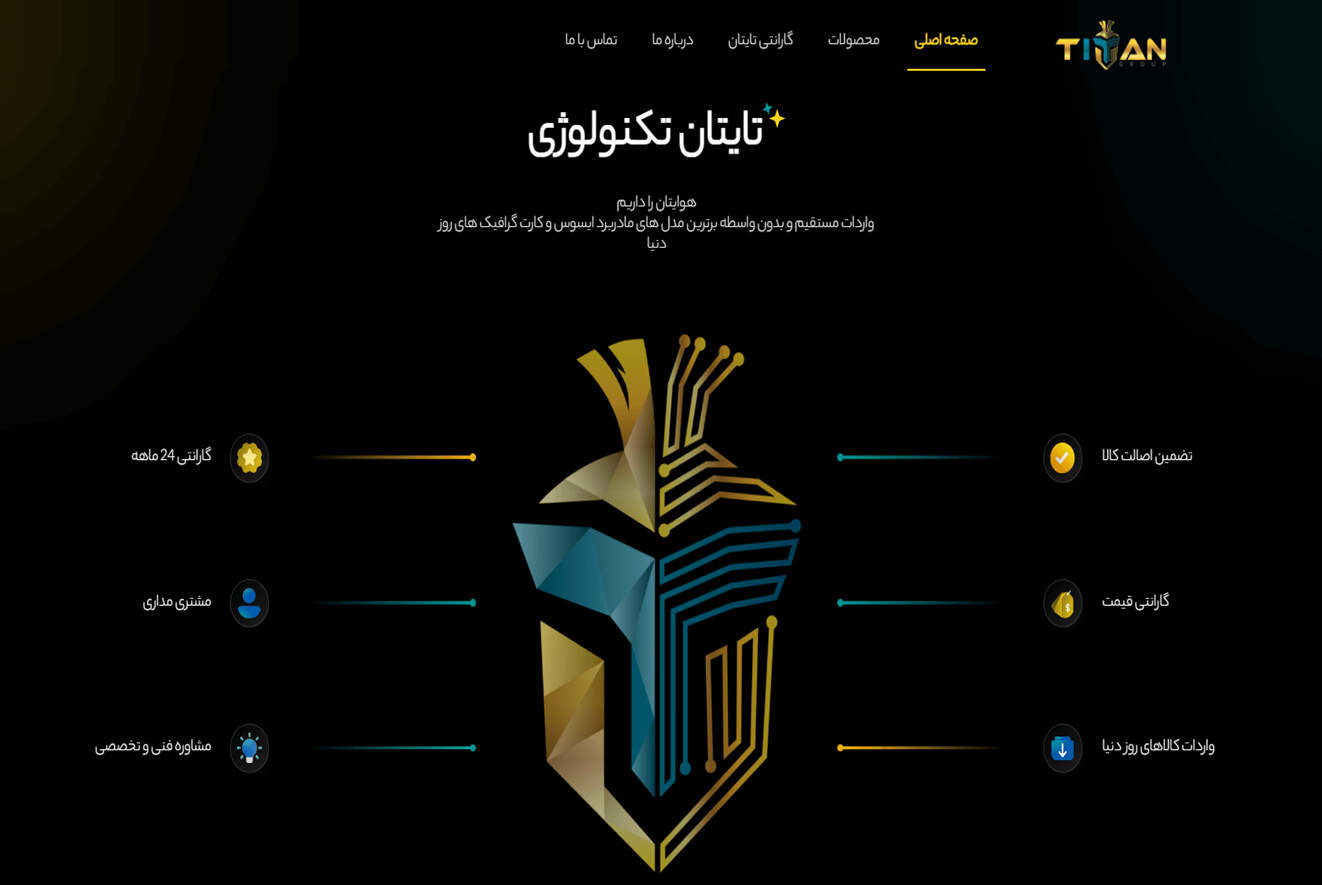 TITAN
GROUP
صفحه اصلی
محصولات
گارانتی تایتان
درباره ما
تماس با ما
تایتان تکنولوژی
هوایتان را داریم
واردات مستقیم و بدون واسطه برترین مدل های مادربرد ایسوس و کارت گرافیک های روز
دنیا
تضمین اصالت کالا
گارانتی 24 ماهه
گارانتی قیمت
$
مشتری مداری
واردات کالاهای روز دنیا
مشاوره فنی و تخصصی